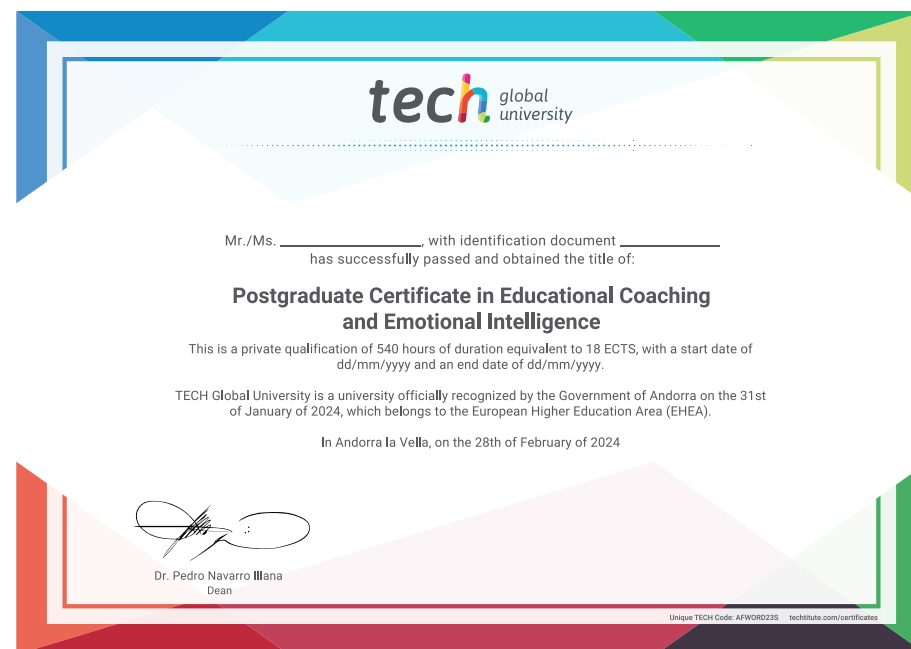 tech global
university
Mr./Ms. ____________, with identification document ____________
has successfully passed and obtained the title of:
Postgraduate Certificate in Educational Coaching
and Emotional Intelligence
This is a private qualification of 540 hours of duration equivalent to 18 ECTS, with a start date of
dd/mm/yyyy and an end date of dd/mm/yyyy.
TECH Global University is a university officially recognized by the Government of Andorra on the 31st
of January of 2024, which belongs to the European Higher Education Area (EHEA).
In Andorra la Vella, on the 28th of February of 2024
Dr. Pedro Navarro Illana
Dean
Unique TECH Code: AFWORD23S techtitute.com/certificates